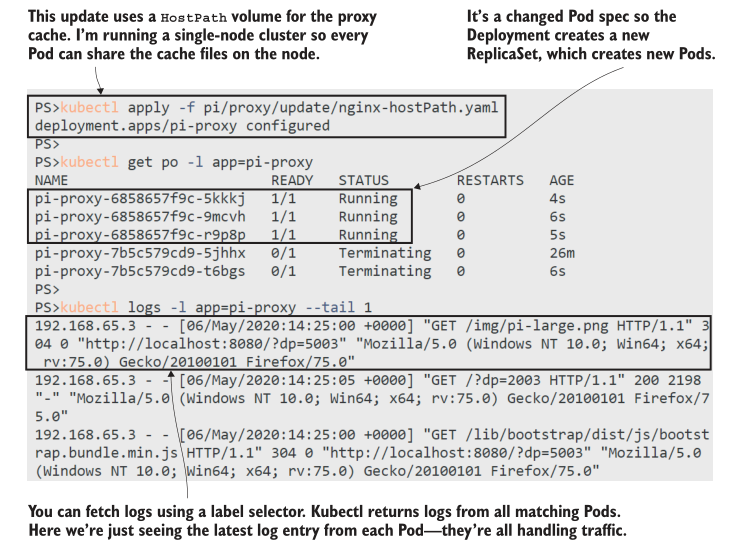 This update uses a HostPath volume for the proxy
cache. I'm running a single-node cluster so every
Pod can share the cache files on the node.
It's a changed Pod spec so the
Deployment creates a new
ReplicaSet, which creates new Pods.
PS>kubectl apply -f pi/proxy/update/nginx-hostPath.yaml
deployment.apps/pi-proxy configured
PS>
PS>kubectl get po -l app=pi-proxy
NAME READY STATUS RESTARTS AGE
pi-proxy-6858657f9c-5kkkj 1/1 Running 0 4s
pi-proxy-6858657f9c-9mcvh 1/1 Running 0 6s
pi-proxy-6858657f9c-r9p8p 1/1 Running 0 5s
pi-proxy-7b5c579cd9-5jhhx 0/1 Terminating 0 26m
pi-proxy-7b5c579cd9-t6bgs 0/1 Terminating 0 6s
PS>
PS>kubectl logs -l app=pi-proxy --tail 1
192.168.65.3 - - [06/May/2020:14:25:00 +0000] "GET /img/pi-large.png HTTP/1.1" 3
04 0 "http://localhost:8080/?dp=5003" "Mozilla/5.0 (Windows NT 10.0; Win64; x64;
rv:75.0) Gecko/20100101 Firefox/75.0"
192.168.65.3 - - [06/May/2020:14:25:05 +0000] "GET /?dp=2003 HTTP/1.1" 200 2198
"-" "Mozilla/5.0 (Windows NT 10.0; Win64; x64; rv:75.0) Gecko/20100101 Firefox/7
5.0"
192.168.65.3 - - [06/May/2020:14:25:00 +0000] "GET /lib/bootstrap/dist/js/bootst
rap.bundle.min.js HTTP/1.1" 304 0 "http://localhost:8080/?dp=5003" "Mozilla/5.0
(Windows NT 10.0; Win64; x64; rv:75.0) Gecko/20100101 Firefox/75.0"
You can fetch logs using a label selector. Kubectl returns logs from all matching Pods.
Here we're just seeing the latest log entry from each Pod—they're all handling traffic.